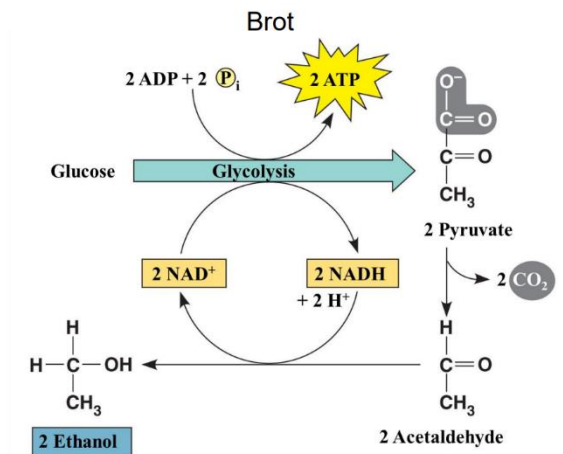 Brot
2 ADP + 2 Pi
2 ATP
Glucose
Glycolysis
O⁻
C=O
C=O
CH₃
2 Pyruvate
2 NAD⁺
2 NADH
+ 2 H⁺
2 CO₂
H
H–C–OH
CH₃
2 Ethanol
H
C=O
CH₃
2 Acetaldehyde